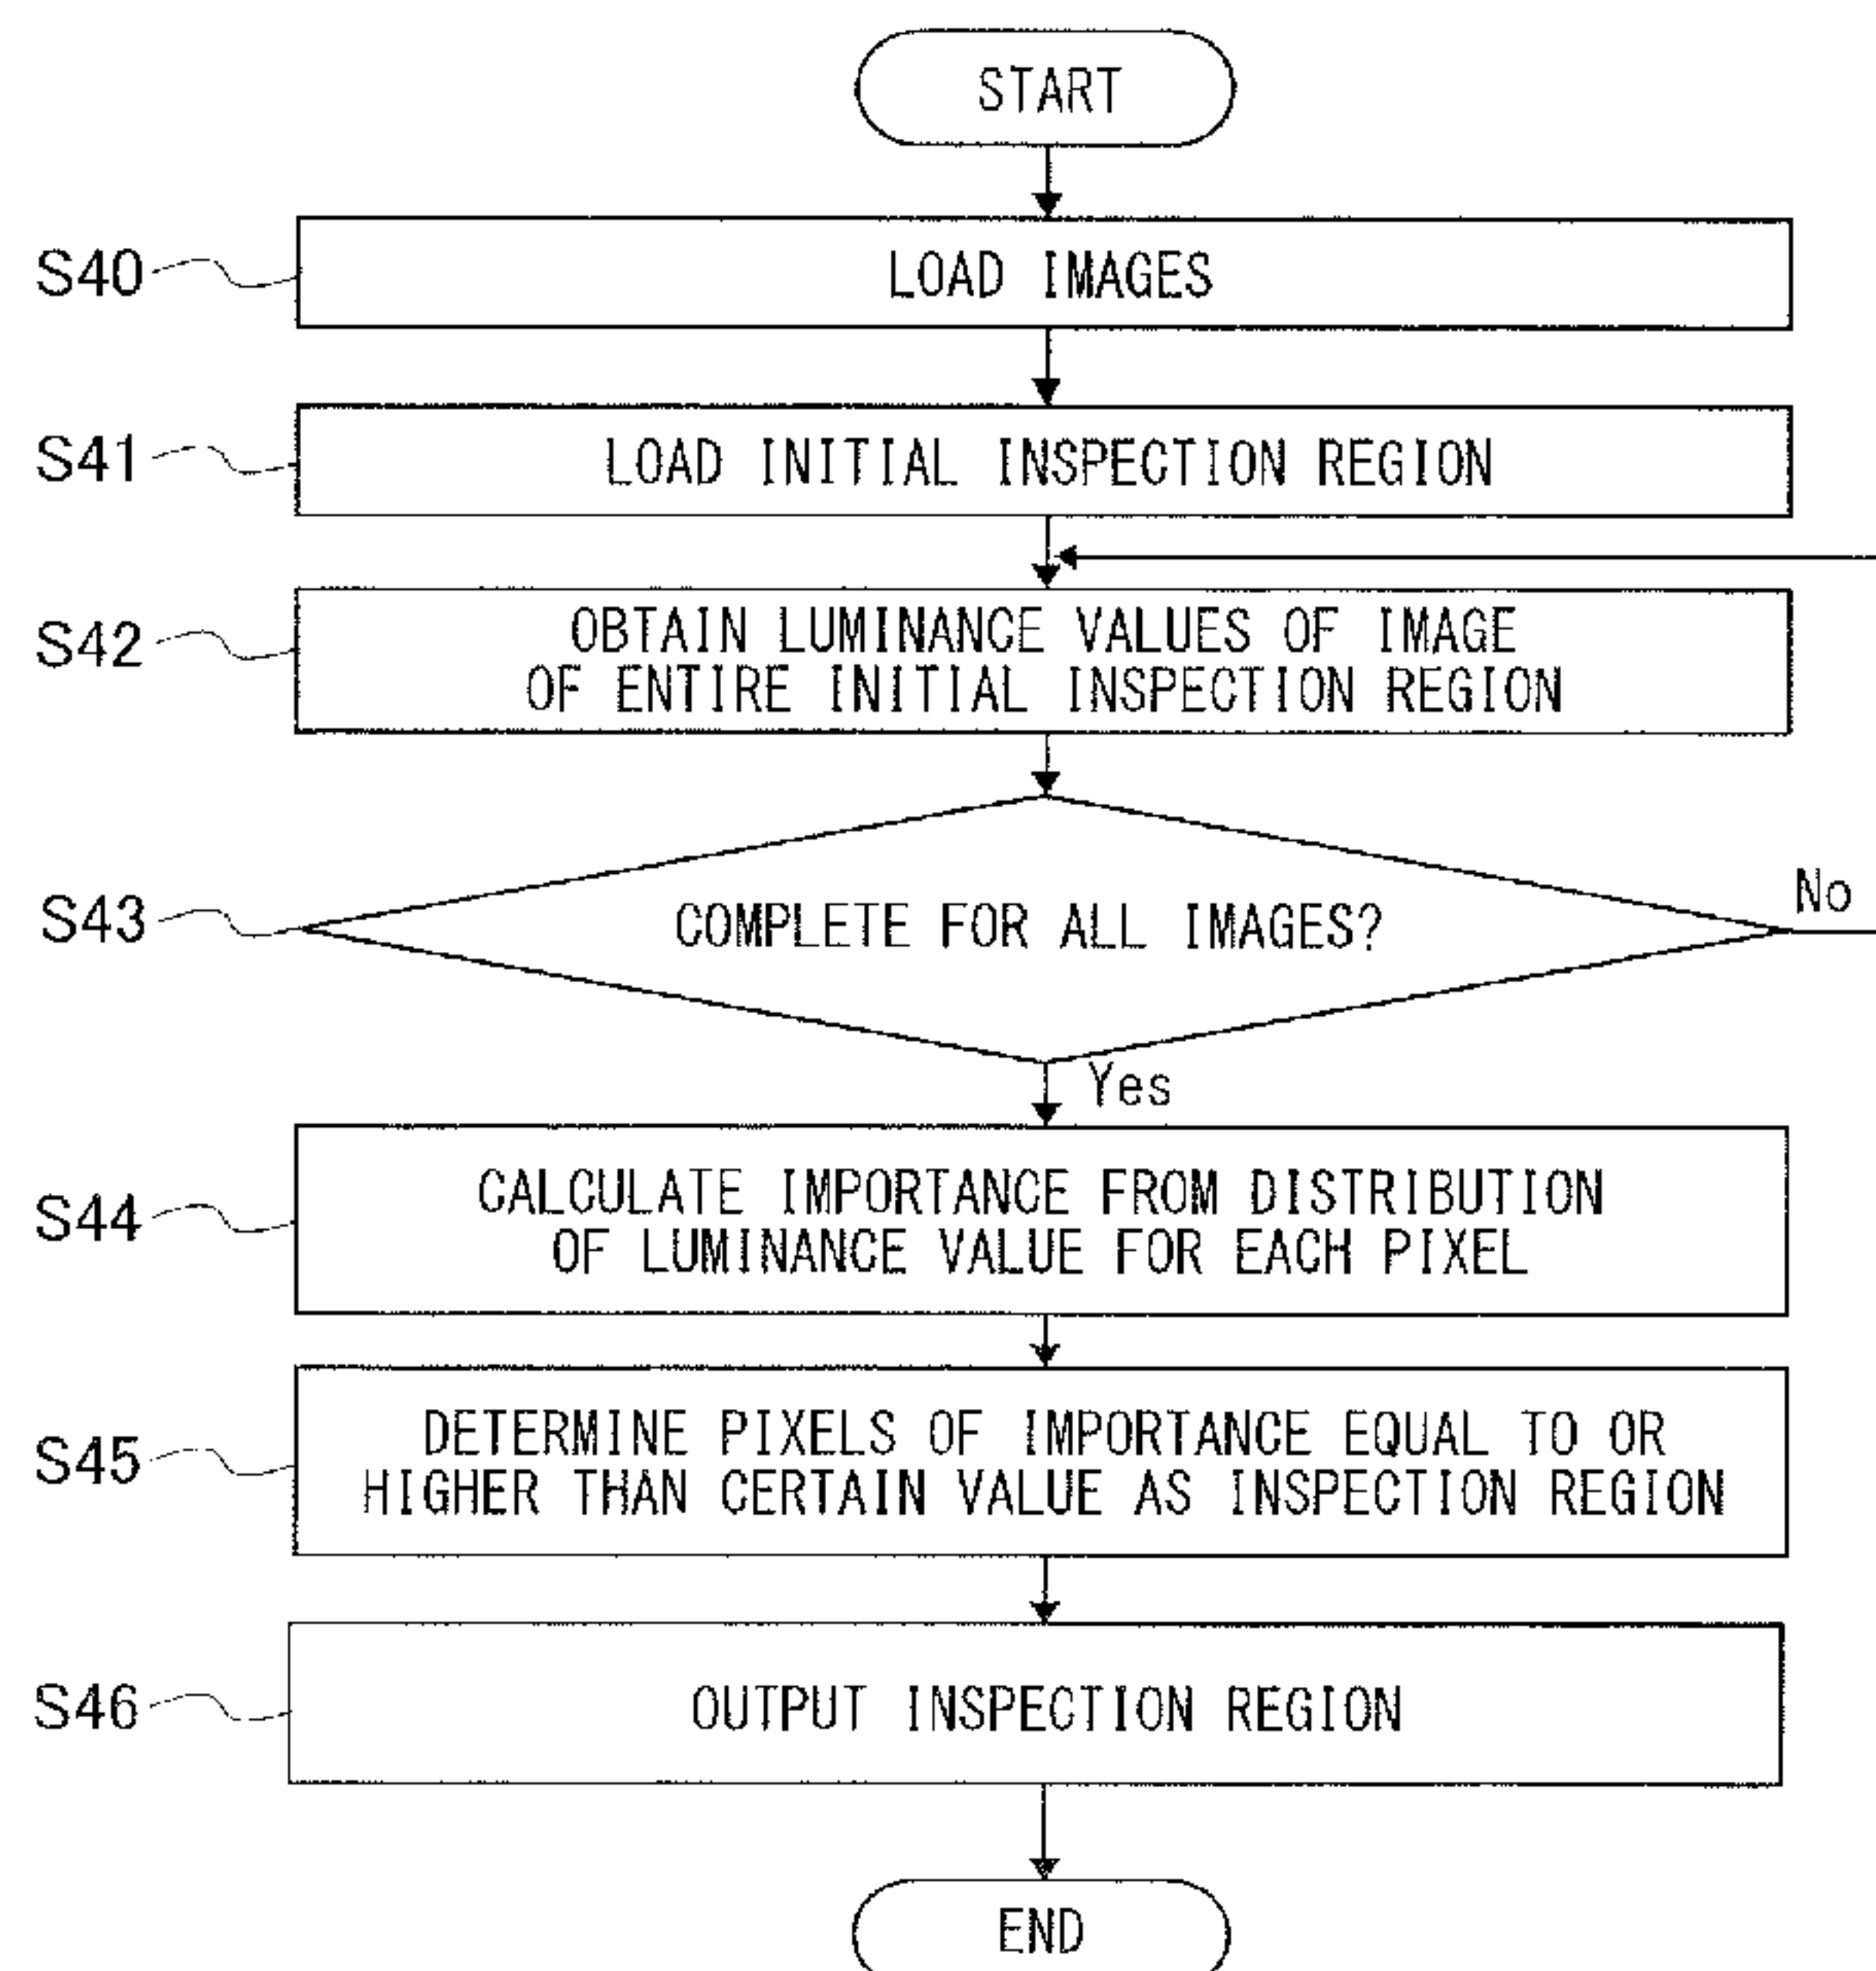 START
S40
LOAD IMAGES
S41
LOAD INITIAL INSPECTION REGION
S42
OBTAIN LUMINANCE VALUES OF IMAGE
OF ENTIRE INITIAL INSPECTION REGION
S43
COMPLETE FOR ALL IMAGES?
No
Yes
S44
CALCULATE IMPORTANCE FROM DISTRIBUTION
OF LUMINANCE VALUE FOR EACH PIXEL
S45
DETERMINE PIXELS OF IMPORTANCE EQUAL TO OR
HIGHER THAN CERTAIN VALUE AS INSPECTION REGION
S46
OUTPUT INSPECTION REGION
END